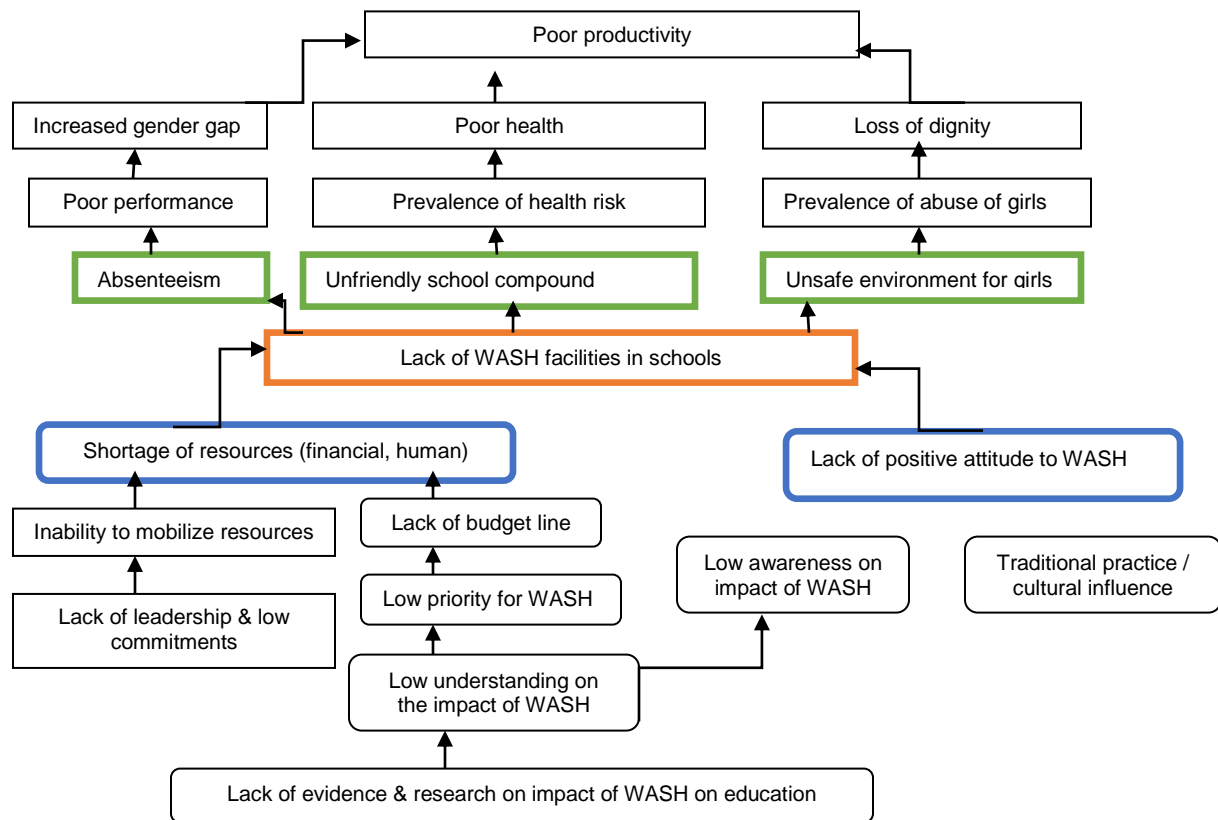 Poor productivity
Increased gender gap
Poor health
Loss of dignity
Poor performance
Prevalence of health risk
Prevalence of abuse of girls
Absenteeism
Unfriendly school compound
Unsafe environment for girls
Lack of WASH facilities in schools
Shortage of resources (financial, human)
Lack of positive attitude to WASH
Inability to mobilize resources
Lack of budget line
Low awareness on
impact of WASH
Traditional practice /
cultural influence
Low priority for WASH
Lack of leadership & low
commitments
Low understanding on
the impact of WASH
Lack of evidence & research on impact of WASH on education